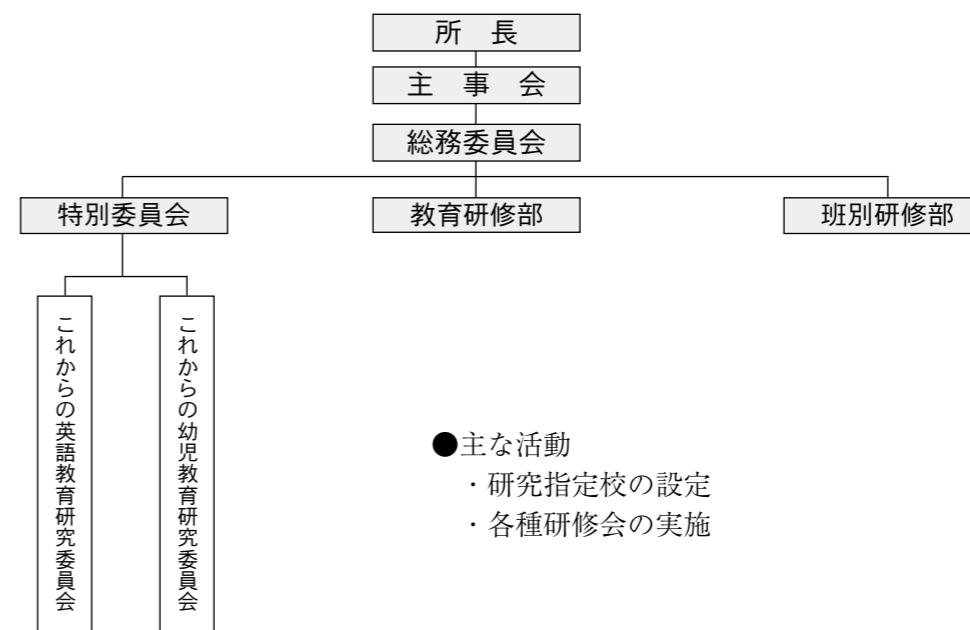 所　長
主　事　会
総務委員会
特別委員会
教育研修部
班別研修部
これからの英語教育研究委員会
これからの幼児教育研究委員会
●主な活動
・研究指定校の設定
・各種研修会の実施